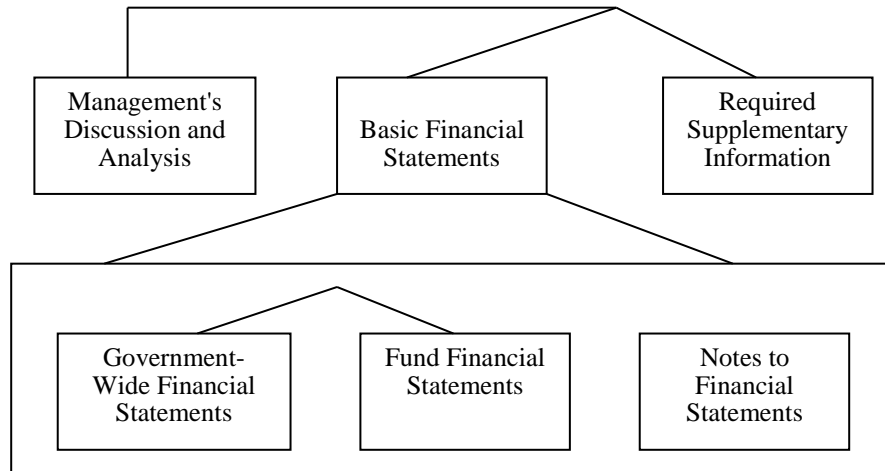 Management's
Discussion and
Analysis
Basic Financial
Statements
Required
Supplementary
Information
Government-
Wide Financial
Statements
Fund Financial
Statements
Notes to
Financial
Statements